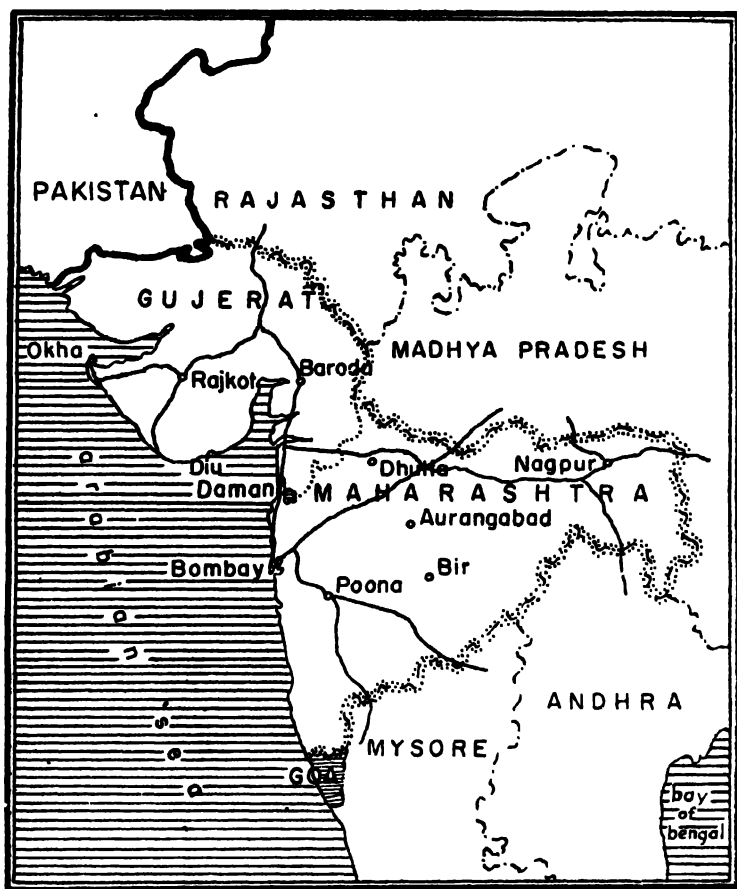 PAKISTAN
RAJASTHAN
GUJERAT
Okha
MADHYA PRADESH
Rajkot
Baroda
Diu
Dhulia
Nagpur
Daman
MAHARASHTRA
Aurangabad
Bombay
Bir
Poona
arabian sea
ANDHRA
MYSORE
GOA
bay
of
bengal